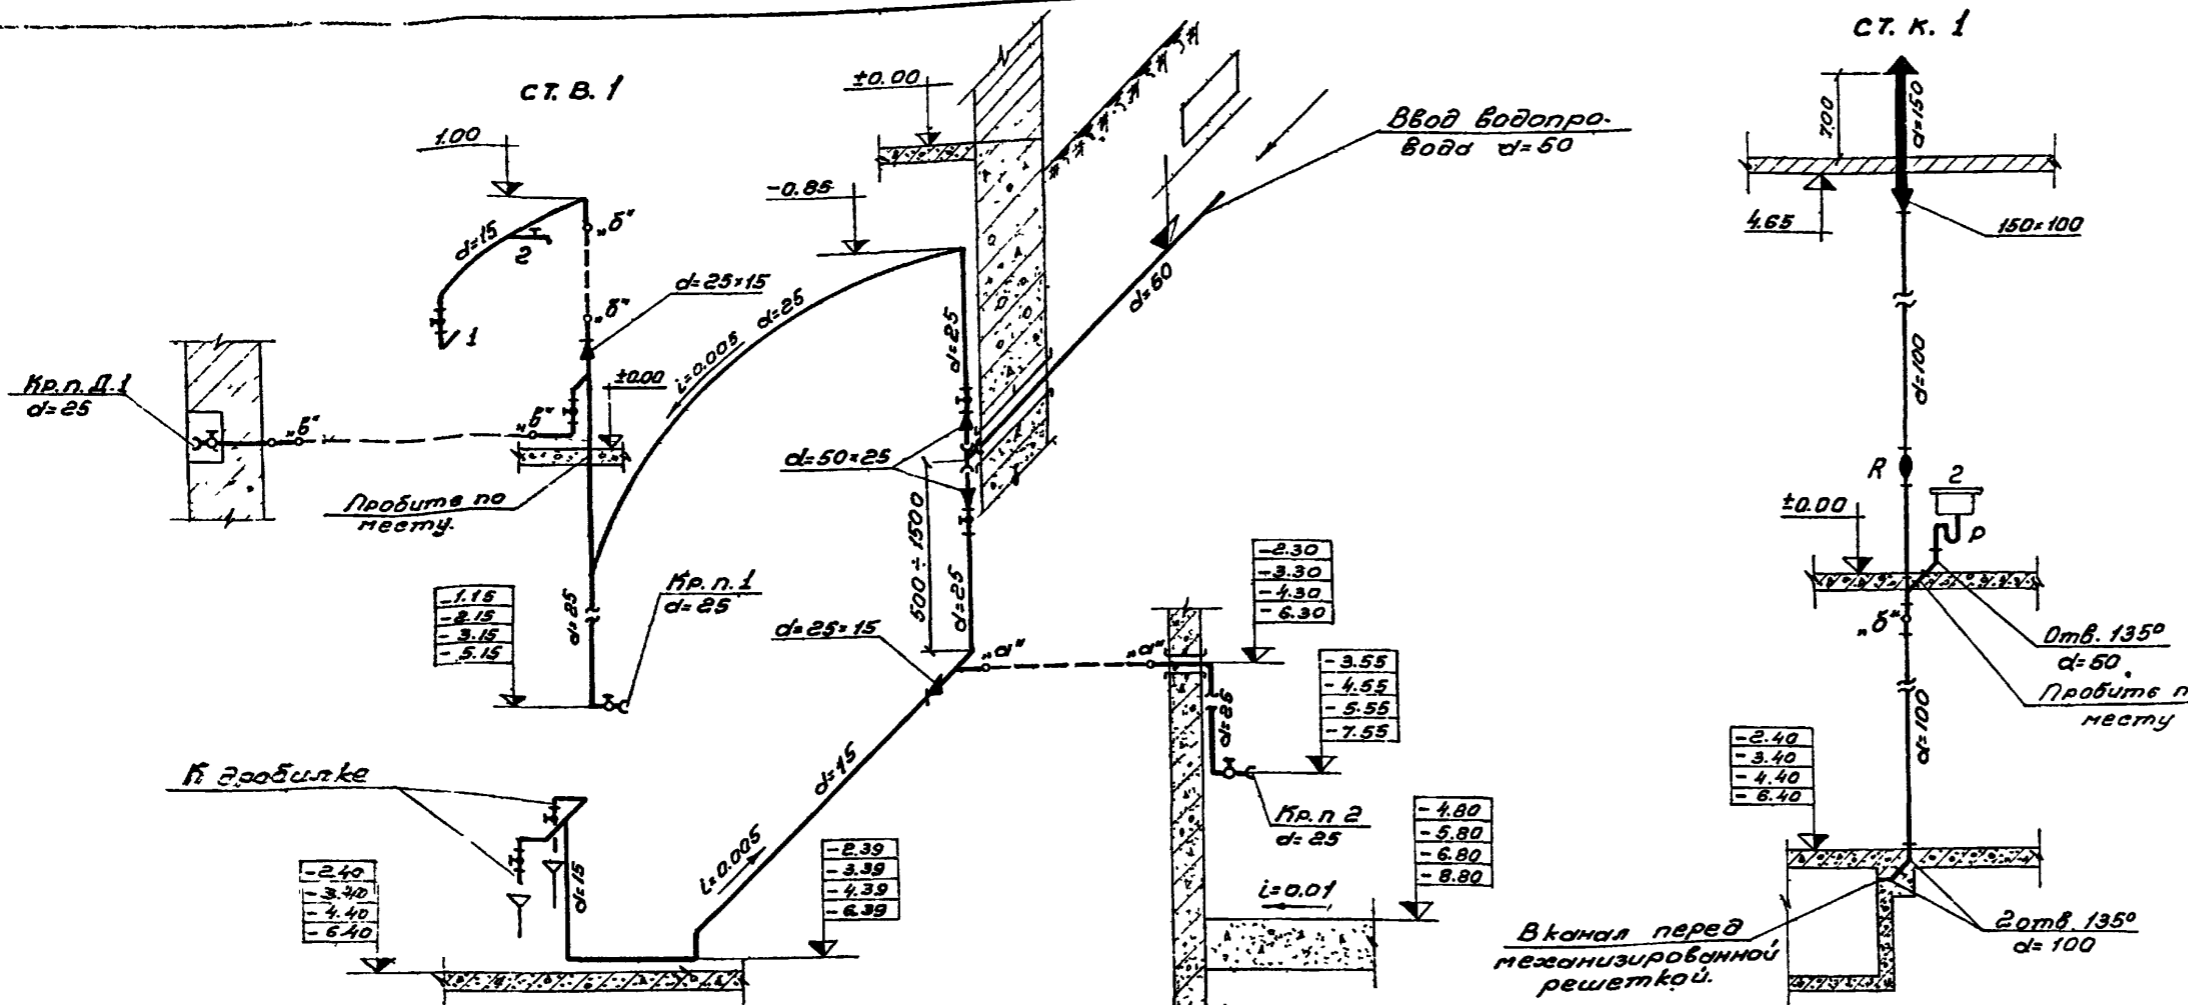 ст. В. 1
1.00
d=15
2
1
„б“
„б“
d=25×15
±0.00
Кр.п.Д.1
d=25
„Б“
„Б“
Пробить по
месту.
±0.00
-0.85
d=25
i=0.005
d=25
d=50×25
500÷1500
d=25
Ввод водопро-
вода d=50
d=50
-1.15
-2.15
-3.15
-5.15
d=25
Кр.п.1
d=25
d=25×15
„а“
„а“
-2.30
-3.30
-4.30
-6.30
d=25
-3.55
-4.55
-5.55
-7.55
Кр.п 2
d=25
К дробилке
d=15
d=15
i=0.005
-2.40
-3.40
-4.40
-6.40
-2.39
-3.39
-4.39
-6.39
-4.80
-5.80
-6.80
-8.80
i=0.01
ст. К. 1
700
d=150
4.65
150×100
d=100
R
2
Р
±0.00
„б“
Отв. 135°
d=50
Пробить п
месту
d=100
-2.40
-3.40
-4.40
-6.40
В канал перед
механизированной
решеткой.
2 отв. 135°
d=100